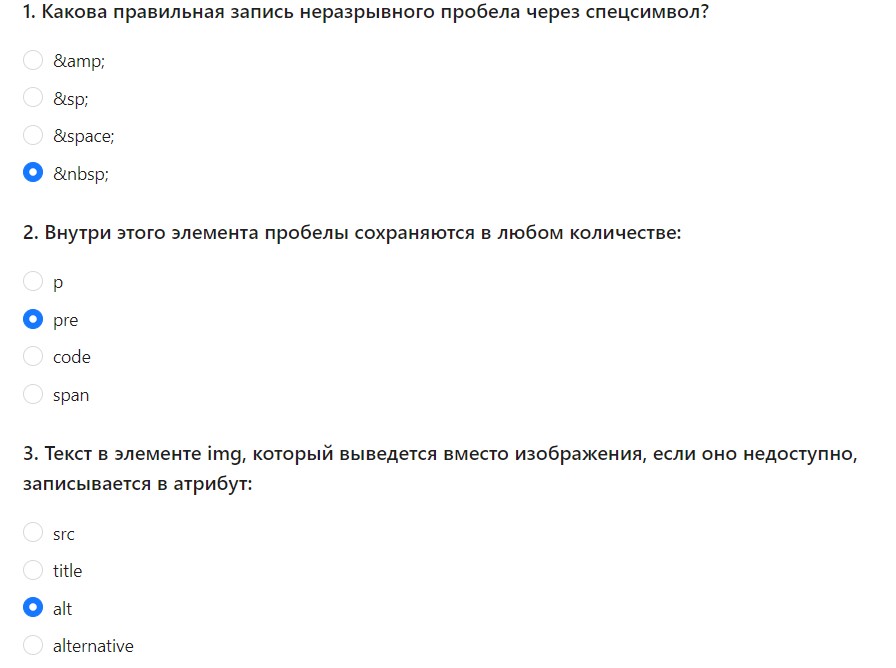 1. Какова правильная запись неразрывного пробела через спецсимвол?
&amp;
&sp;
&space;
&nbsp;
2. Внутри этого элемента пробелы сохраняются в любом количестве:
p
pre
code
span
3. Текст в элементе img, который выведется вместо изображения, если оно недоступно,
записывается в атрибут:
src
title
alt
alternative